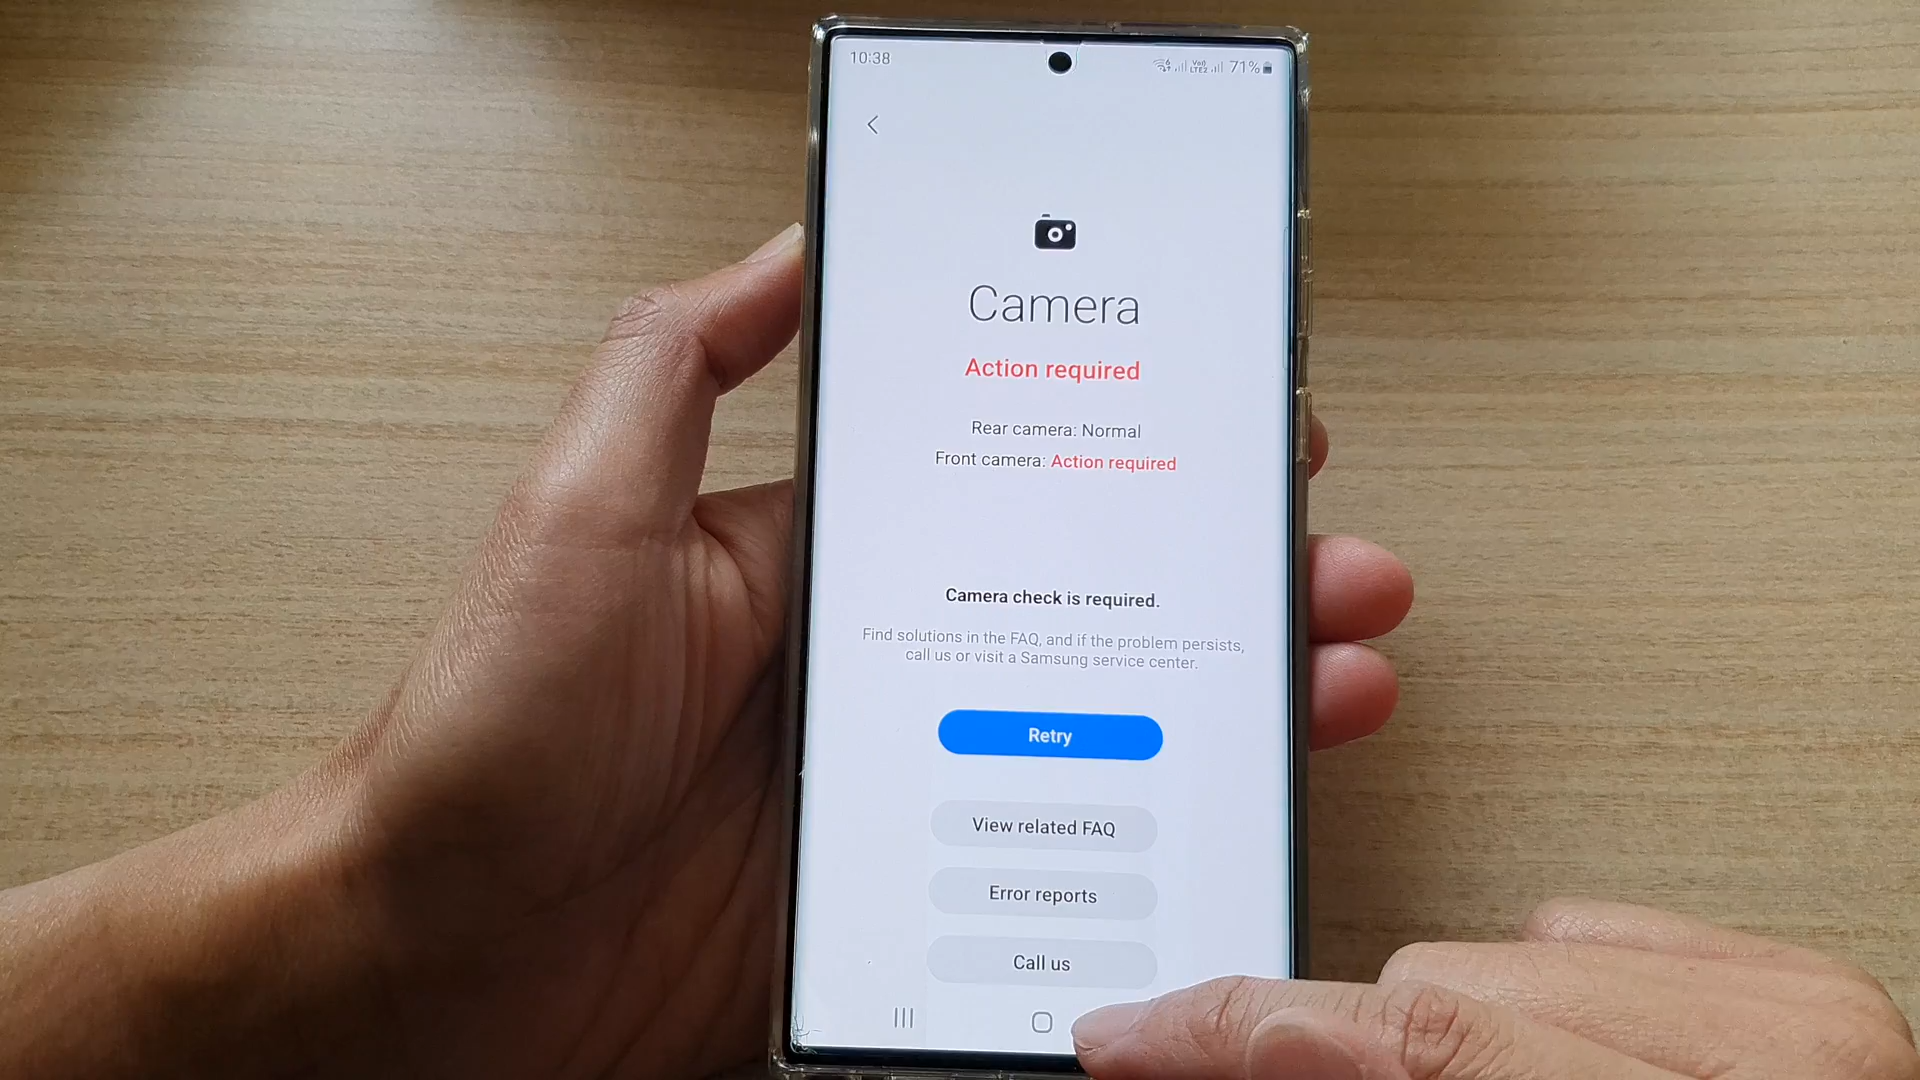 10:38
71%
Camera
Action required
Rear camera: Normal
Front camera: Action required
Camera check is required.
Find solutions in the FAQ, and if the problem persists,
call us or visit a Samsung service center.
Retry
View related FAQ
Error reports
Call us